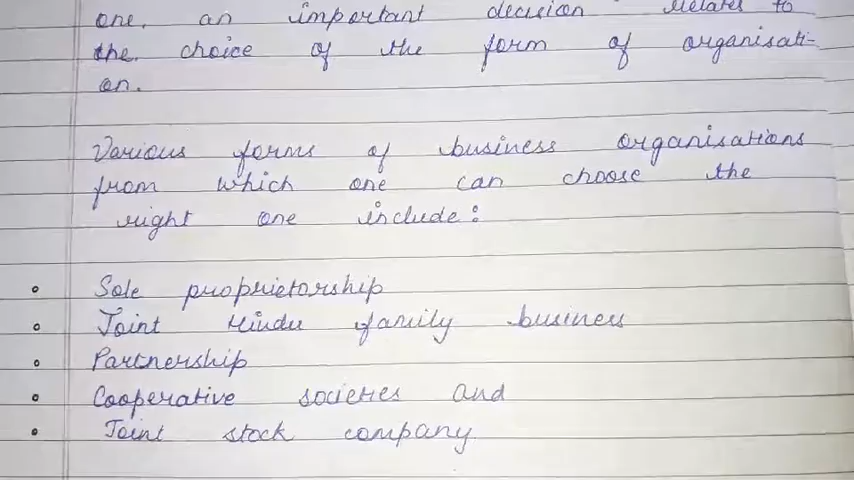 one, an important decision relates to
the choice of the form of organisati-
on.
Various forms of business organisations
from which one can choose the
right one include:
• Sole proprietorship
• Joint Hindu family business
• Partnership
• Cooperative societies and
• Joint stock company